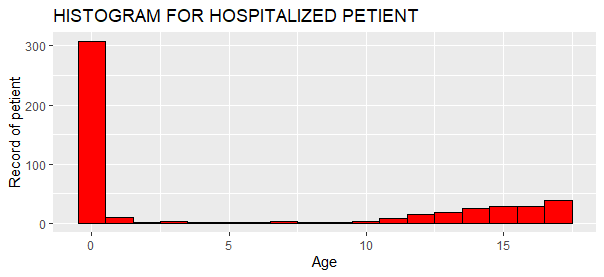 HISTOGRAM FOR HOSPITALIZED PETIENT
Record of petient
300
200
100
0
0 5 10 15
Age